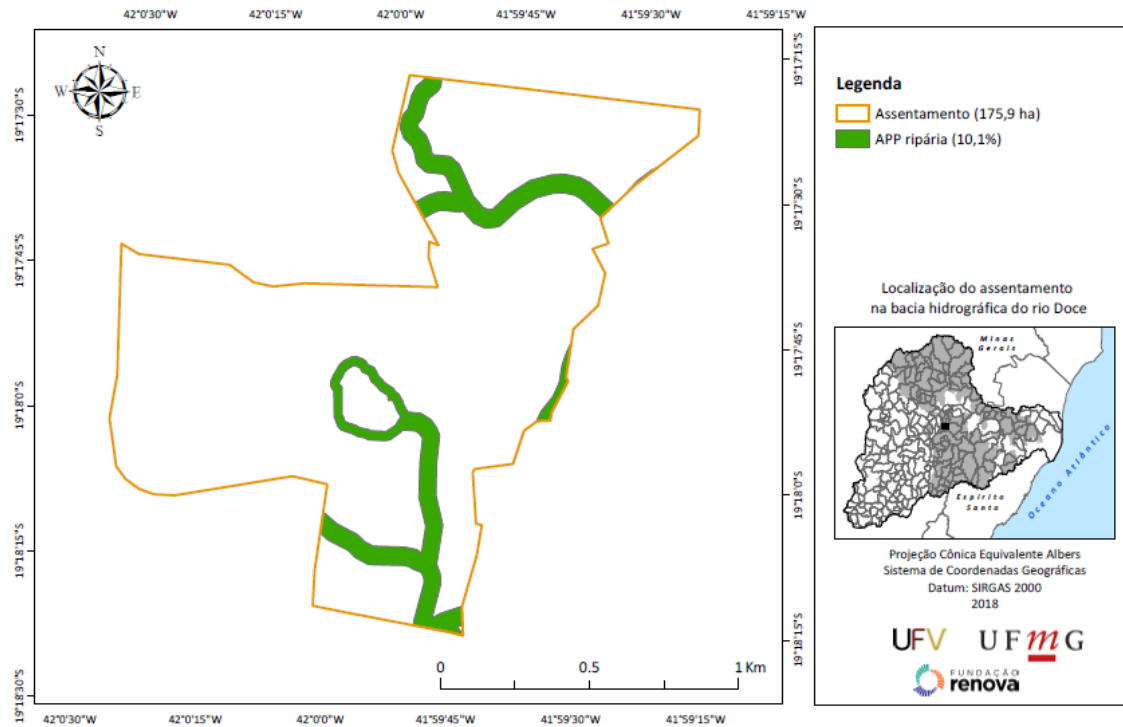 42°0'30"W 42°0'15"W 42°0'0"W 41°59'45"W 41°59'30"W 41°59'15"W
N
W E
S
19°17'30"S
19°17'45"S
19°18'0"S
19°18'15"S
19°18'30"S
19°17'15"S
19°17'30"S
19°17'45"S
19°18'0"S
19°18'15"S
0 0.5 1 Km
42°0'30"W 42°0'15"W 42°0'0"W 41°59'45"W 41°59'30"W 41°59'15"W
Legenda
Assentamento (175,9 ha)
APP ripária (10,1%)
Localização do assentamento
na bacia hidrográfica do rio Doce
Minas
Gerais
Espírito
Santo
Oceano Atlântico
Projeção Cônica Equivalente Albers
Sistema de Coordenadas Geográficas
Datum: SIRGAS 2000
2018
UFV UFmG
FUNDAÇÃO
renova